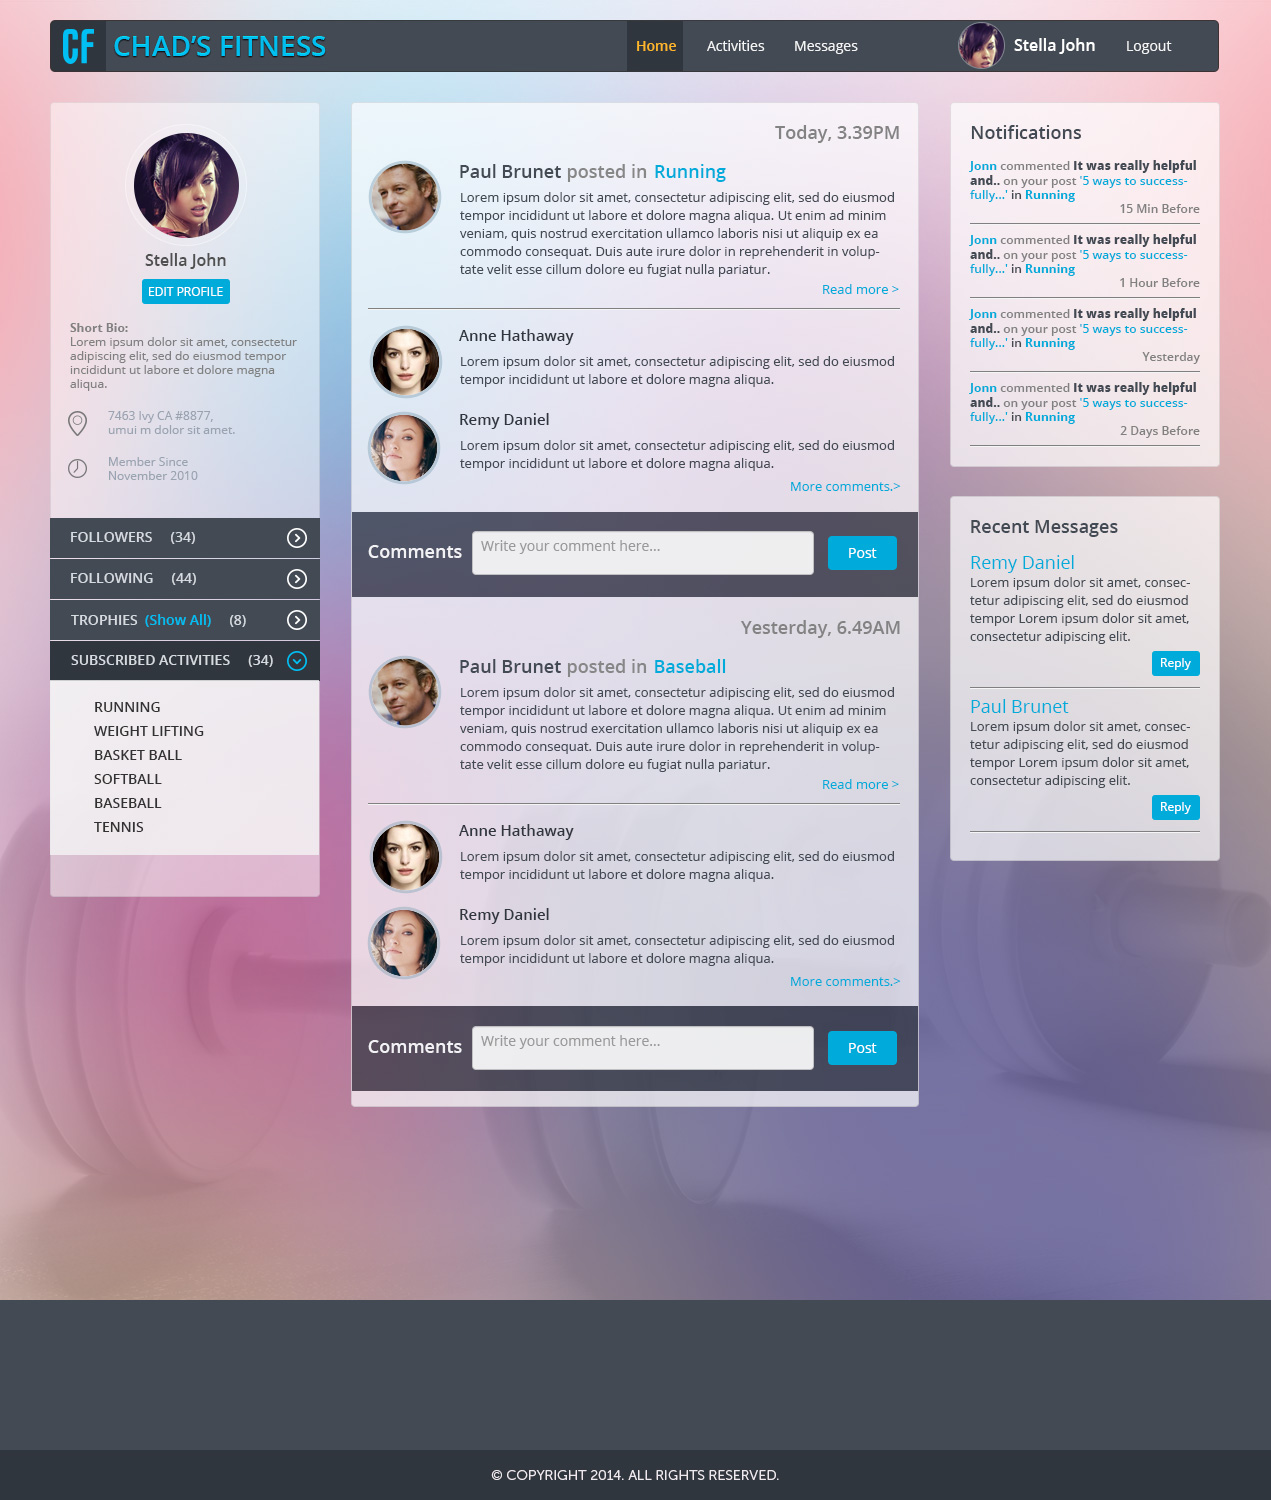 CF CHAD’S FITNESS
Home Activities Messages
Stella John Logout
Stella John
EDIT PROFILE
Short Bio:
Lorem ipsum dolor sit amet, consectetur
adipiscing elit, sed do eiusmod tempor
incididunt ut labore et dolore magna
aliqua.
7463 Ivy CA #8877,
umui m dolor sit amet.
Member Since
November 2010
FOLLOWERS (34)
FOLLOWING (44)
TROPHIES (Show All) (8)
SUBSCRIBED ACTIVITIES (34)
RUNNING
WEIGHT LIFTING
BASKET BALL
SOFTBALL
BASEBALL
TENNIS
Today, 3.39PM
Paul Brunet posted in Running
Lorem ipsum dolor sit amet, consectetur adipiscing elit, sed do eiusmod
tempor incididunt ut labore et dolore magna aliqua. Ut enim ad minim
veniam, quis nostrud exercitation ullamco laboris nisi ut aliquip ex ea
commodo consequat. Duis aute irure dolor in reprehenderit in volup-
tate velit esse cillum dolore eu fugiat nulla pariatur.
Read more >
Anne Hathaway
Lorem ipsum dolor sit amet, consectetur adipiscing elit, sed do eiusmod
tempor incididunt ut labore et dolore magna aliqua.
Remy Daniel
Lorem ipsum dolor sit amet, consectetur adipiscing elit, sed do eiusmod
tempor incididunt ut labore et dolore magna aliqua.
More comments.>
Comments Write your comment here... Post
Yesterday, 6.49AM
Paul Brunet posted in Baseball
Lorem ipsum dolor sit amet, consectetur adipiscing elit, sed do eiusmod
tempor incididunt ut labore et dolore magna aliqua. Ut enim ad minim
veniam, quis nostrud exercitation ullamco laboris nisi ut aliquip ex ea
commodo consequat. Duis aute irure dolor in reprehenderit in volup-
tate velit esse cillum dolore eu fugiat nulla pariatur.
Read more >
Anne Hathaway
Lorem ipsum dolor sit amet, consectetur adipiscing elit, sed do eiusmod
tempor incididunt ut labore et dolore magna aliqua.
Remy Daniel
Lorem ipsum dolor sit amet, consectetur adipiscing elit, sed do eiusmod
tempor incididunt ut labore et dolore magna aliqua.
More comments.>
Comments Write your comment here... Post
Notifications
Jonn commented It was really helpful
and.. on your post '5 ways to success-
fully...' in Running
15 Min Before
Jonn commented It was really helpful
and.. on your post '5 ways to success-
fully...' in Running
1 Hour Before
Jonn commented It was really helpful
and.. on your post '5 ways to success-
fully...' in Running
Yesterday
Jonn commented It was really helpful
and.. on your post '5 ways to success-
fully...' in Running
2 Days Before
Recent Messages
Remy Daniel
Lorem ipsum dolor sit amet, consec-
tetur adipiscing elit, sed do eiusmod
tempor Lorem ipsum dolor sit amet,
consectetur adipiscing elit.
Reply
Paul Brunet
Lorem ipsum dolor sit amet, consec-
tetur adipiscing elit, sed do eiusmod
tempor Lorem ipsum dolor sit amet,
consectetur adipiscing elit.
Reply
© COPYRIGHT 2014. ALL RIGHTS RESERVED.